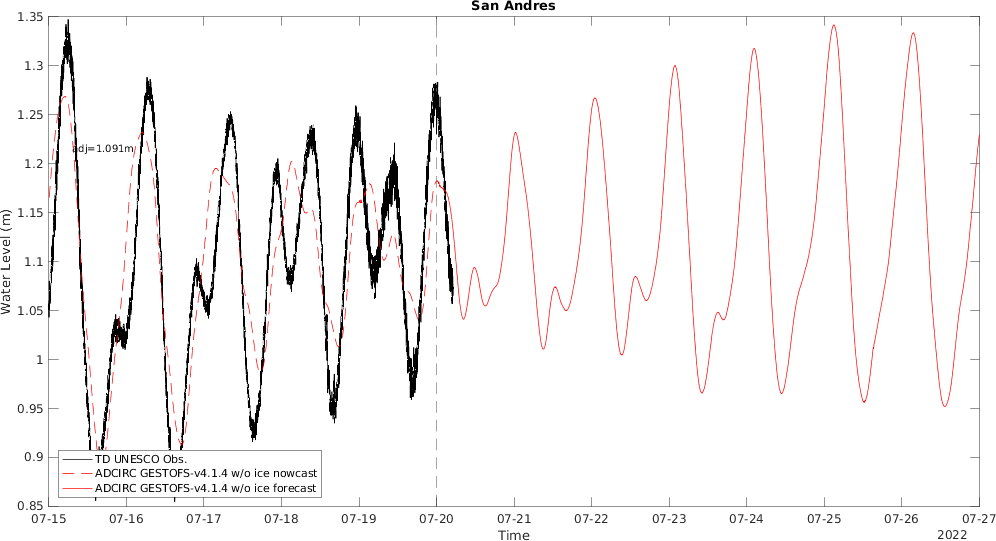 San Andres
1.35
1.3
1.25
1.2
1.15
1.1
1.05
1
0.95
0.9
0.85
Water Level (m)
adj=1.091m
TD UNESCO Obs.
ADCIRC GESTOFS-v4.1.4 w/o ice nowcast
ADCIRC GESTOFS-v4.1.4 w/o ice forecast
07-15 07-16 07-17 07-18 07-19 07-20 07-21 07-22 07-23 07-24 07-25 07-26 07-27
Time
2022